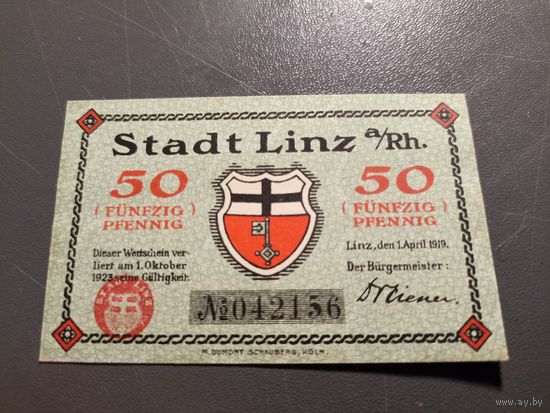 Stadt Linz a/Rh.
50
(FÜNFZIG)
PFENNIG
50
(FÜNFZIG)
PFENNIG
Dieser Wertschein ver-
liert am 1. Oktober
1923 seine Gültigkeit.
Linz, den 1. April 1919.
Der Bürgermeister:
№042156
M. DUMONT SCHAUBERG, KÖLN.
www.ay.by